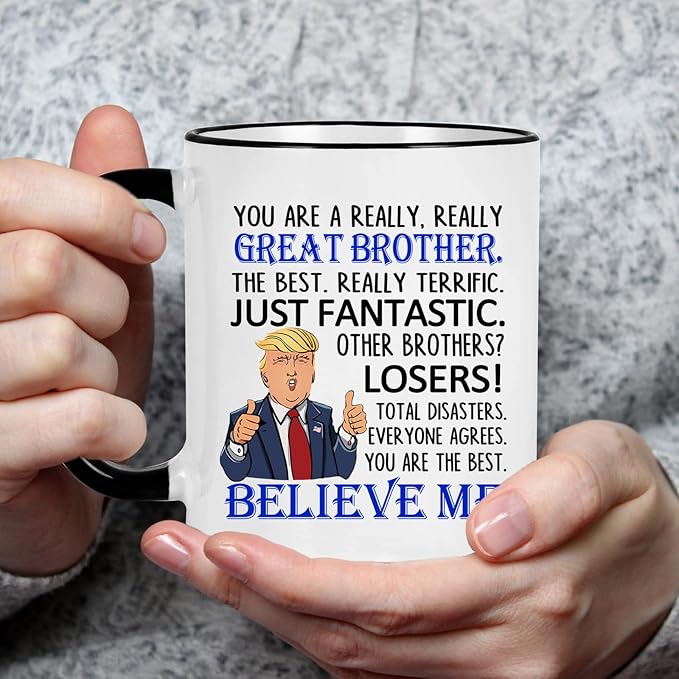 YOU ARE A REALLY, REALLY
GREAT BROTHER.
THE BEST. REALLY TERRIFIC.
JUST FANTASTIC.
OTHER BROTHERS?
LOSERS!
TOTAL DISASTERS.
EVERYONE AGREES.
YOU ARE THE BEST.
BELIEVE ME